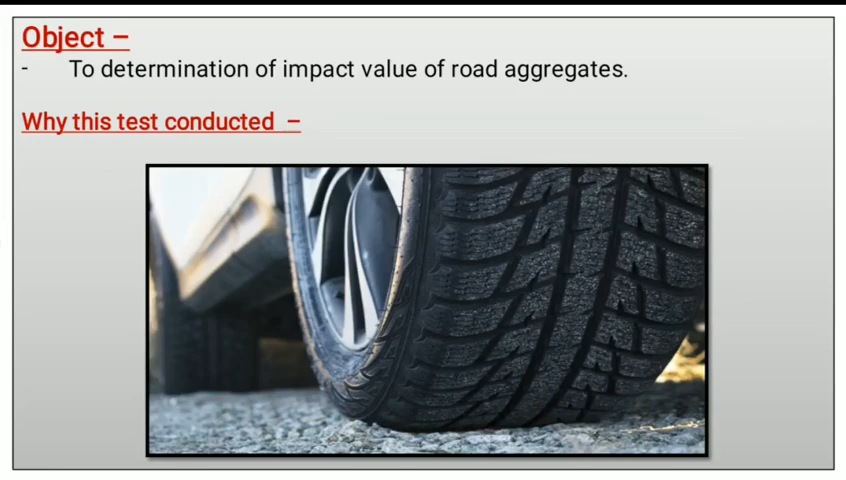 Object –
- To determination of impact value of road aggregates.
Why this test conducted –